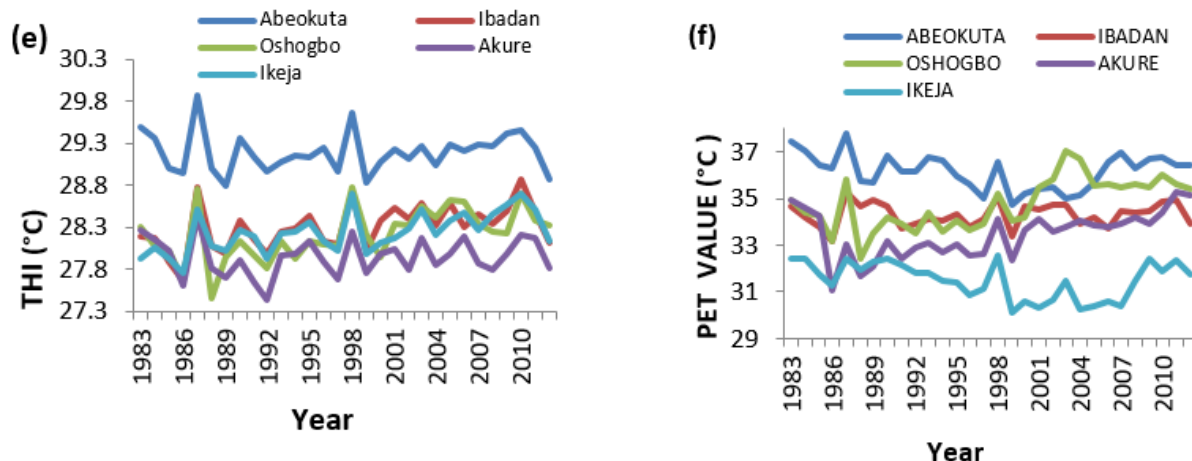 (e)
Abeokuta Ibadan
Oshogbo Akure
Ikeja
THI (°C)
30.3
29.8
29.3
28.8
28.3
27.8
27.3
1983 1986 1989 1992 1995 1998 2001 2004 2007 2010
Year
(f)
ABEOKUTA IBADAN
OSHOGBO AKURE
IKEJA
PET VALUE (°C)
37
35
33
31
29
1983 1986 1989 1992 1995 1998 2001 2004 2007 2010
Year